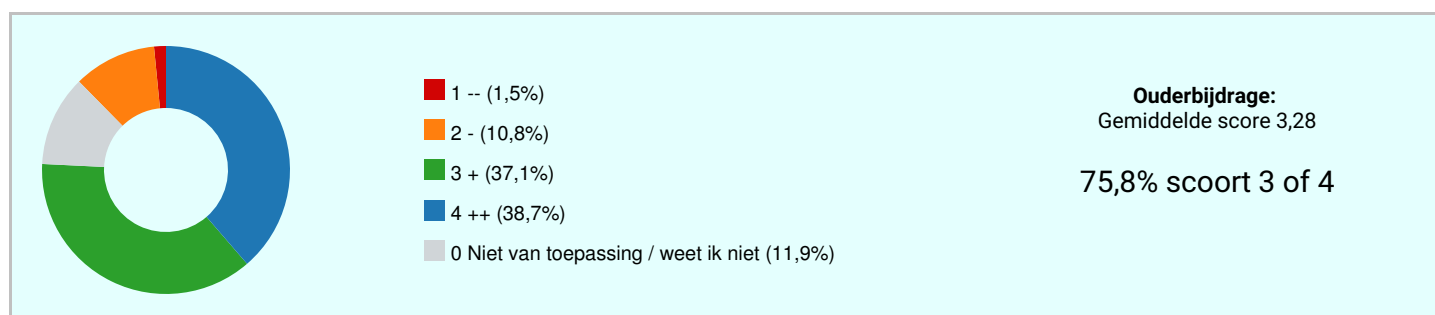 1 -- (1,5%)
2 - (10,8%)
3 + (37,1%)
4 ++ (38,7%)
0 Niet van toepassing / weet ik niet (11,9%)
Ouderbijdrage:
Gemiddelde score 3,28
75,8% scoort 3 of 4